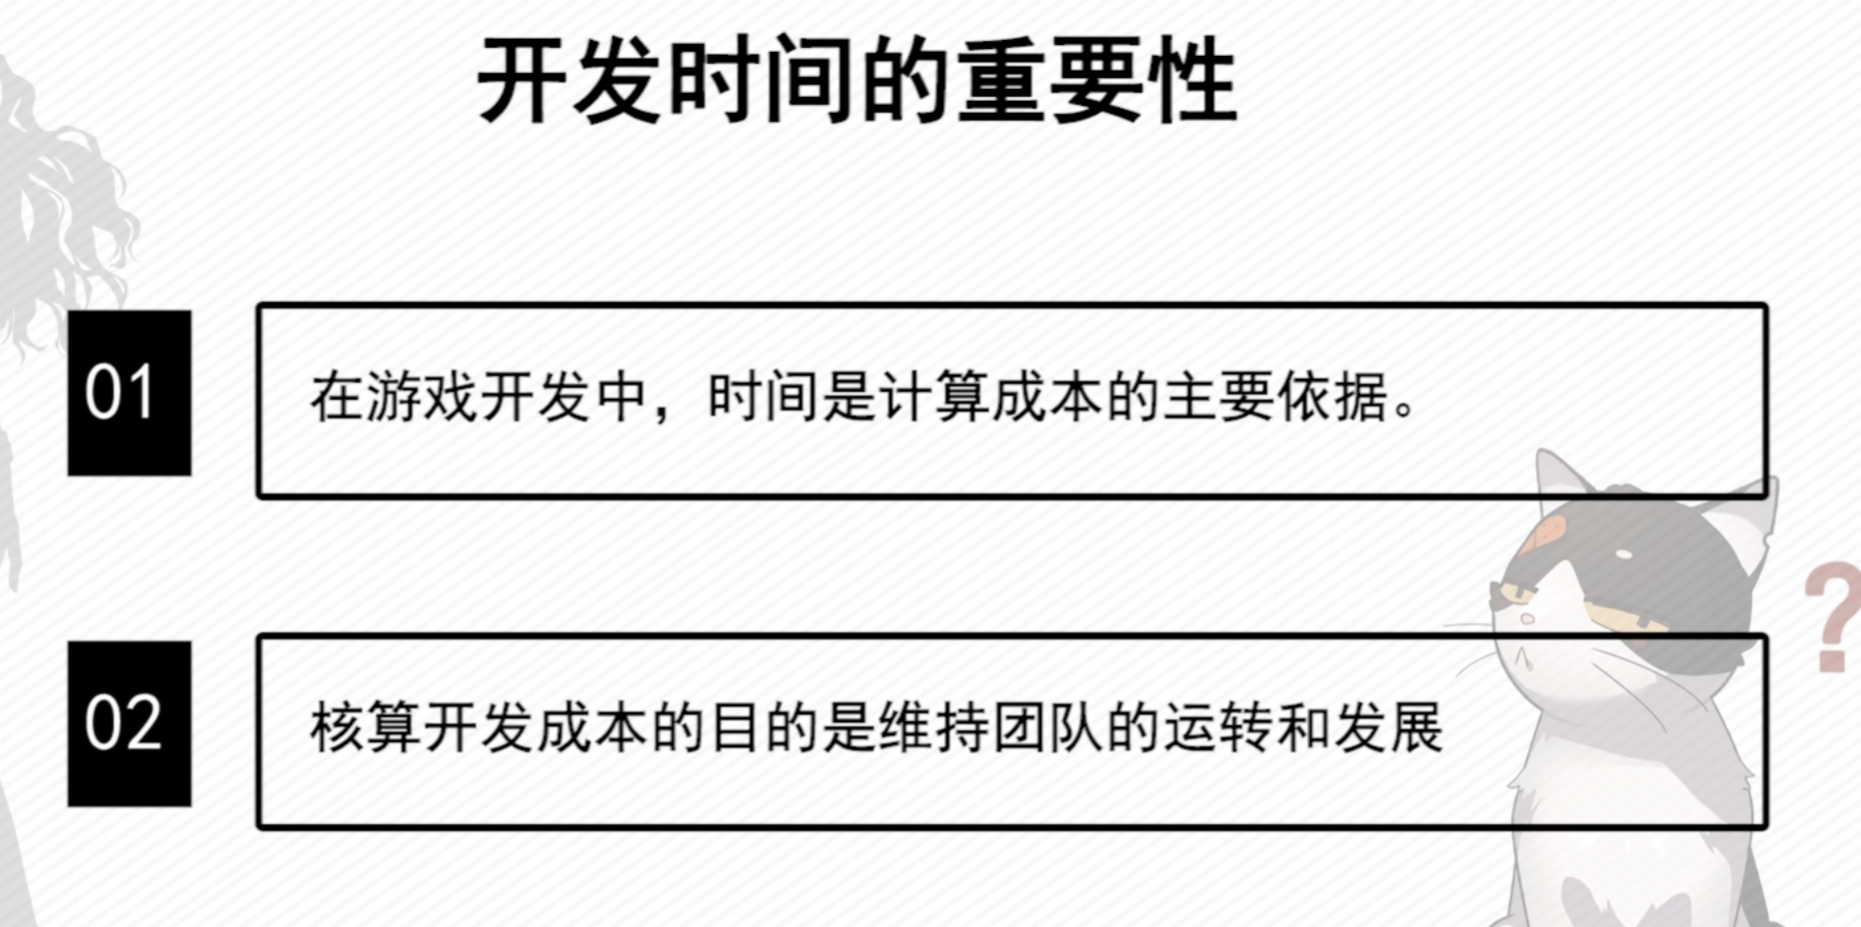 开发时间的重要性
01
在游戏开发中，时间是计算成本的主要依据。
02
核算开发成本的目的是维持团队的运转和发展
?